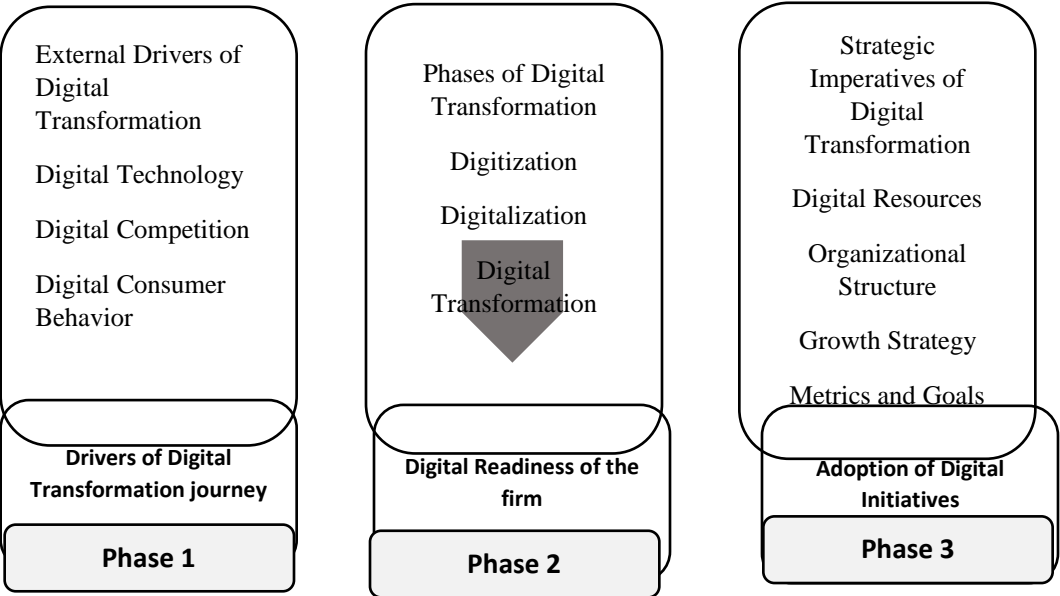 External Drivers of
Digital
Transformation
Digital Technology
Digital Competition
Digital Consumer
Behavior
Drivers of Digital
Transformation journey
Phase 1
Phases of Digital
Transformation
Digitization
Digitalization
Digital
Transformation
Digital Readiness of the
firm
Phase 2
Strategic
Imperatives of
Digital
Transformation
Digital Resources
Organizational
Structure
Growth Strategy
Metrics and Goals
Adoption of Digital
Initiatives
Phase 3